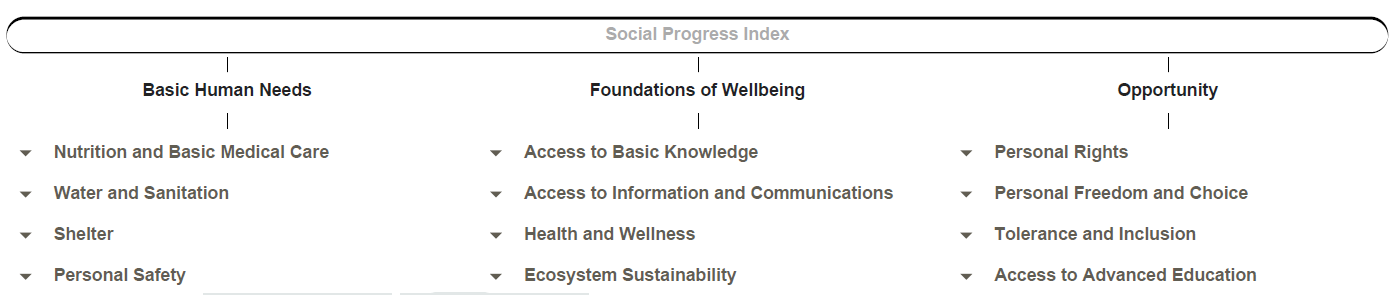 Social Progress Index
Basic Human Needs
Nutrition and Basic Medical Care
Water and Sanitation
Shelter
Personal Safety
Foundations of Wellbeing
Access to Basic Knowledge
Access to Information and Communications
Health and Wellness
Ecosystem Sustainability
Opportunity
Personal Rights
Personal Freedom and Choice
Tolerance and Inclusion
Access to Advanced Education